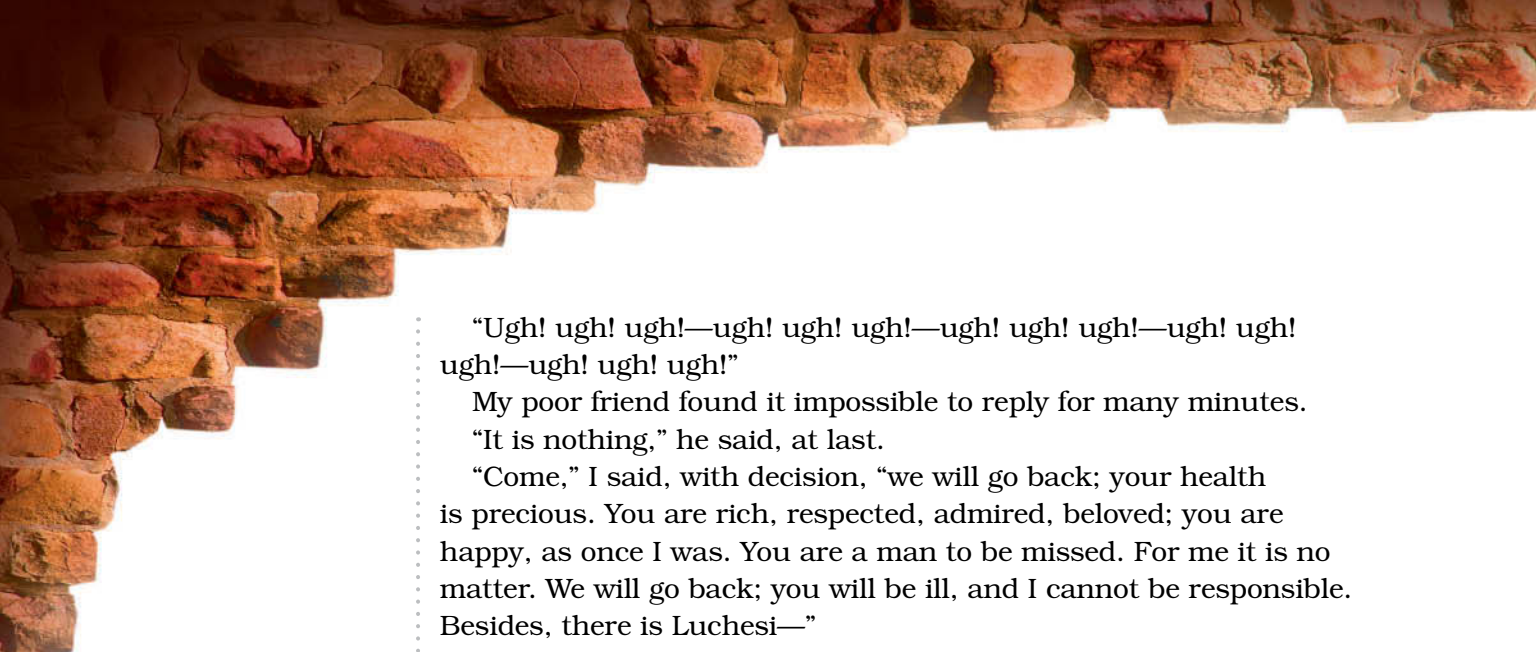 “Ugh! ugh! ugh!—ugh! ugh! ugh!—ugh! ugh! ugh!—ugh! ugh!
ugh!—ugh! ugh! ugh!”
My poor friend found it impossible to reply for many minutes.
“It is nothing,” he said, at last.
“Come,” I said, with decision, “we will go back; your health
is precious. You are rich, respected, admired, beloved; you are
happy, as once I was. You are a man to be missed. For me it is no
matter. We will go back; you will be ill, and I cannot be responsible.
Besides, there is Luchesi—”